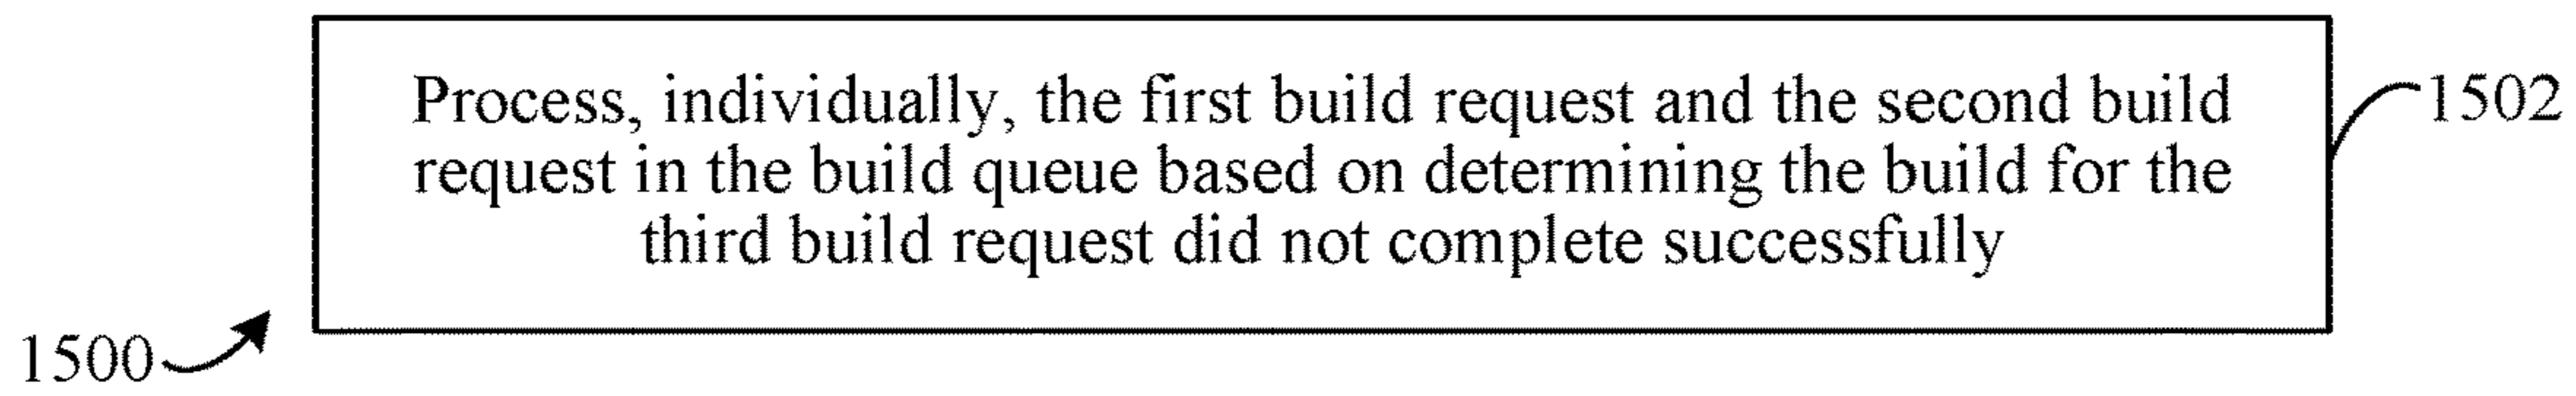 Process, individually, the first build request and the second build
request in the build queue based on determining the build for the
third build request did not complete successfully
1502
1500